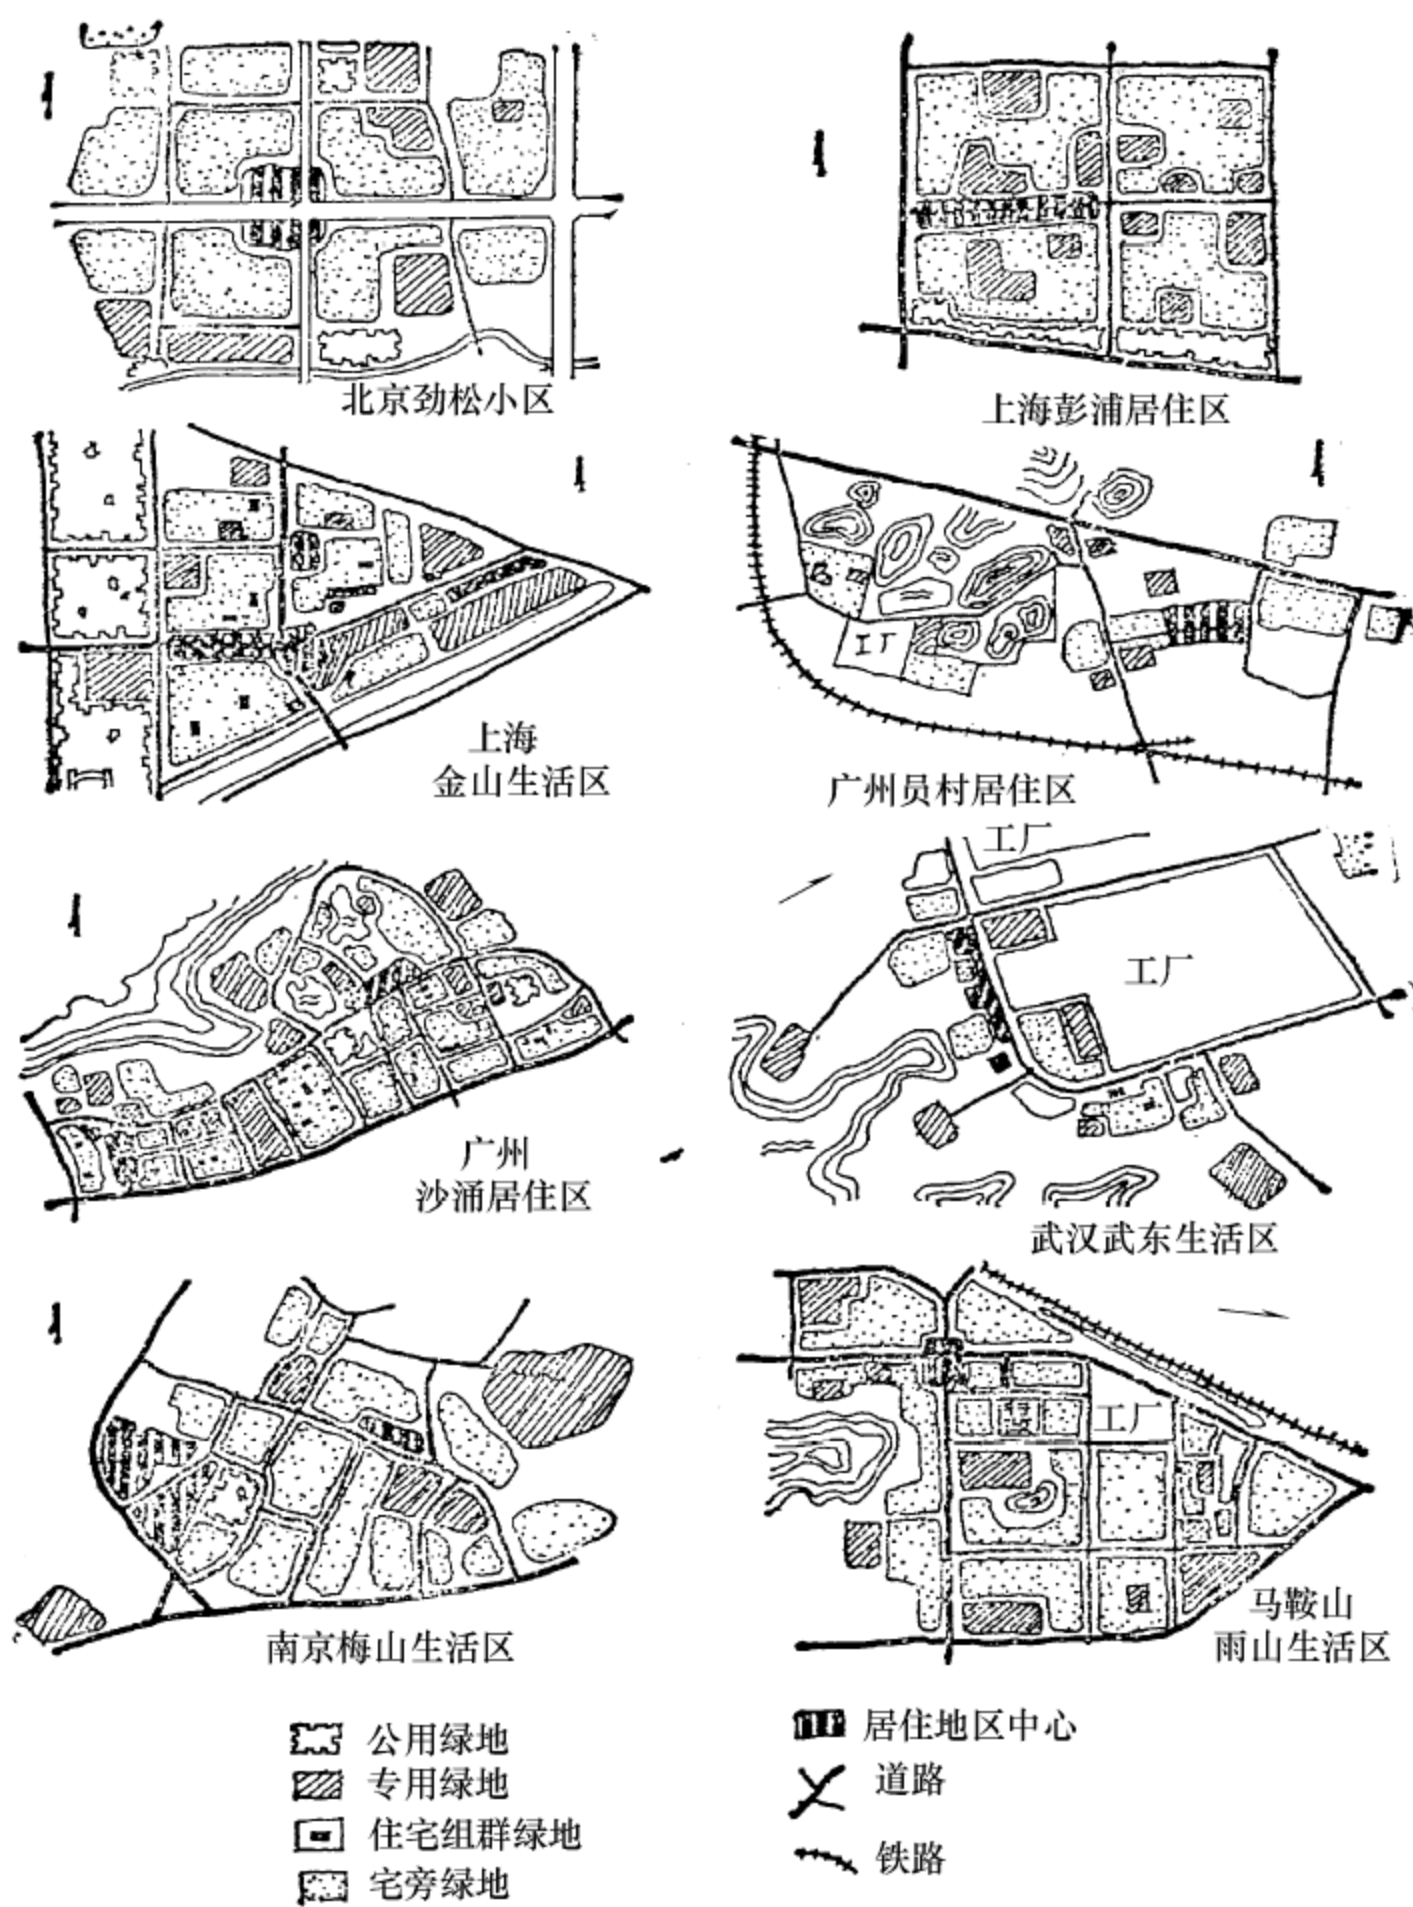 北京劲松小区
上海彭浦居住区
上海
金山生活区
工厂
广州员村居住区
工厂
工厂
广州
沙涌居住区
武汉武东生活区
工厂
南京梅山生活区
马鞍山
雨山生活区
公用绿地
专用绿地
住宅组群绿地
宅旁绿地
居住地区中心
道路
铁路